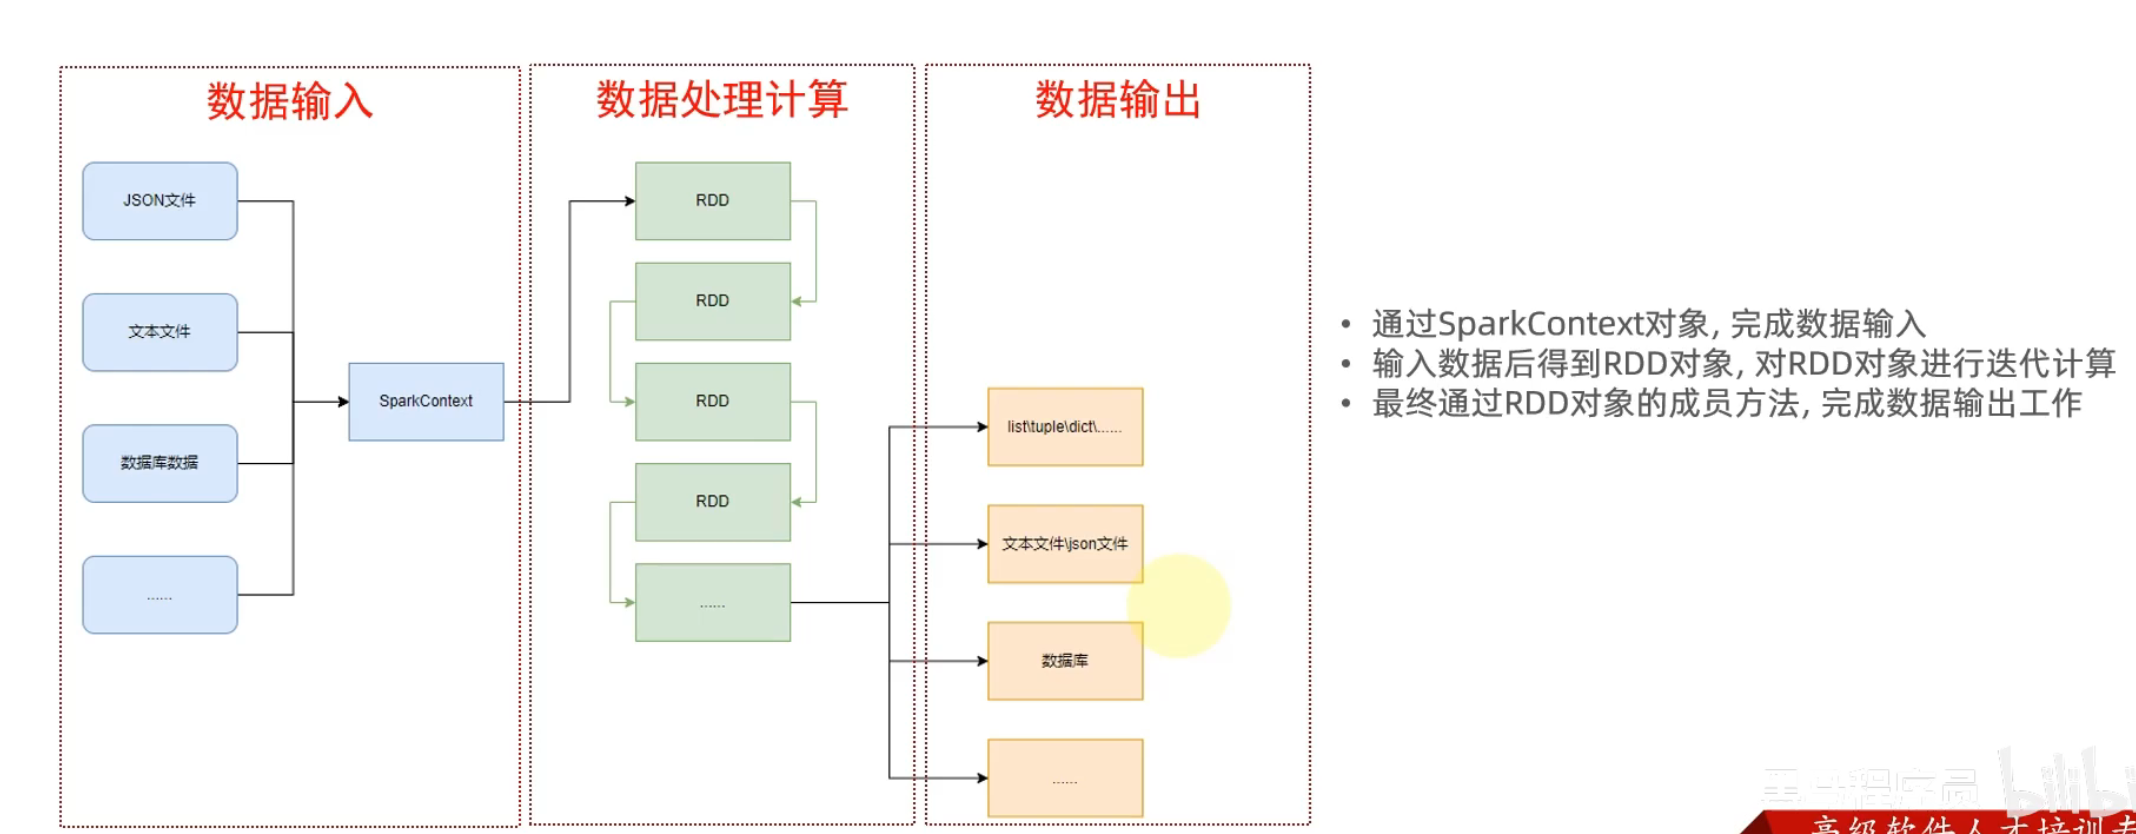 数据输入
数据处理计算
数据输出
JSON文件
文本文件
数据库数据
......
SparkContext
RDD
RDD
RDD
RDD
......
list\tuple\dict\......
文本文件\json文件
数据库
......
• 通过SparkContext对象, 完成数据输入
• 输入数据后得到RDD对象, 对RDD对象进行迭代计算
• 最终通过RDD对象的成员方法, 完成数据输出工作
黑马程序员
bilibili
高级软件人才培训专